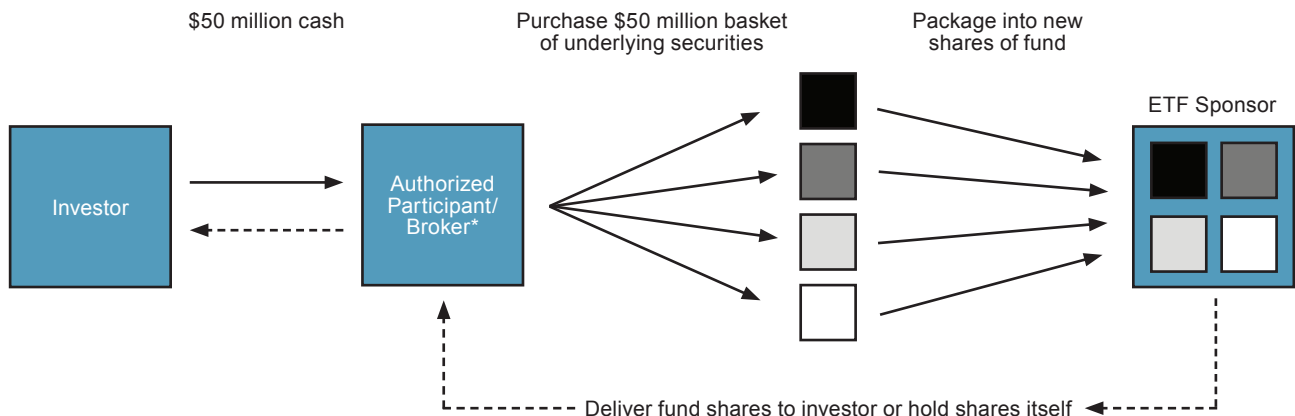 $50 million cash
Purchase $50 million basket
of underlying securities
Package into new
shares of fund
ETF Sponsor
Investor
Authorized
Participant/
Broker*
Deliver fund shares to investor or hold shares itself